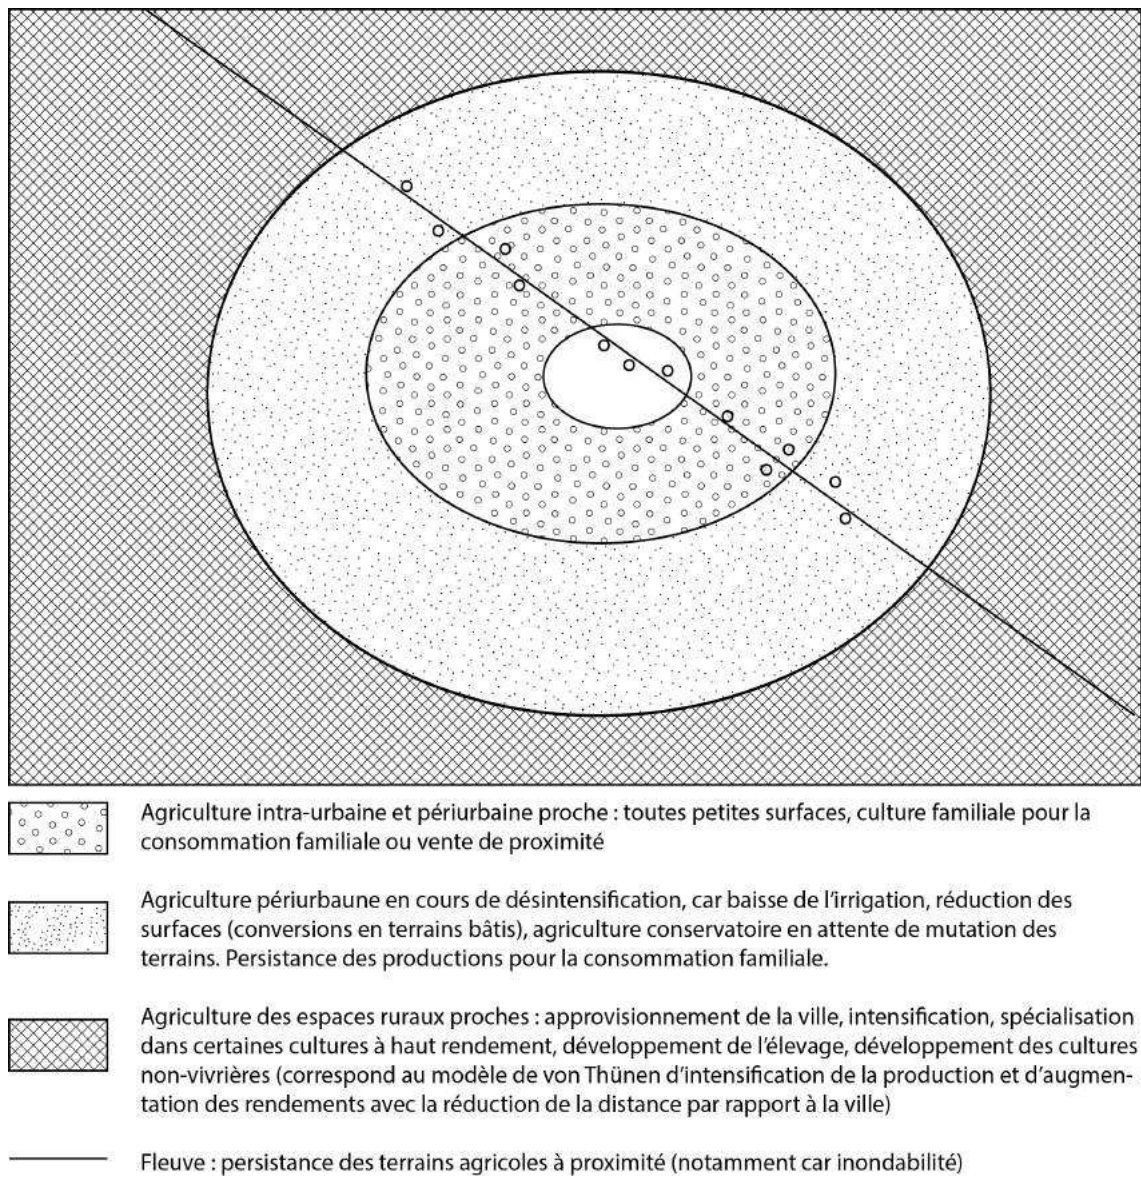 Agriculture intra-urbaine et périurbaine proche : toutes petites surfaces, culture familiale pour la
consommation familiale ou vente de proximité
Agriculture périurbaune en cours de désintensification, car baisse de l'irrigation, réduction des
surfaces (conversions en terrains bâtis), agriculture conservatoire en attente de mutation des
terrains. Persistance des productions pour la consommation familiale.
Agriculture des espaces ruraux proches : approvisionnement de la ville, intensification, spécialisation
dans certaines cultures à haut rendement, développement de l'élevage, développement des cultures
non-vivrières (correspond au modèle de von Thünen d'intensification de la production et d'augmen-
tation des rendements avec la réduction de la distance par rapport à la ville)
Fleuve : persistance des terrains agricoles à proximité (notamment car inondabilité)